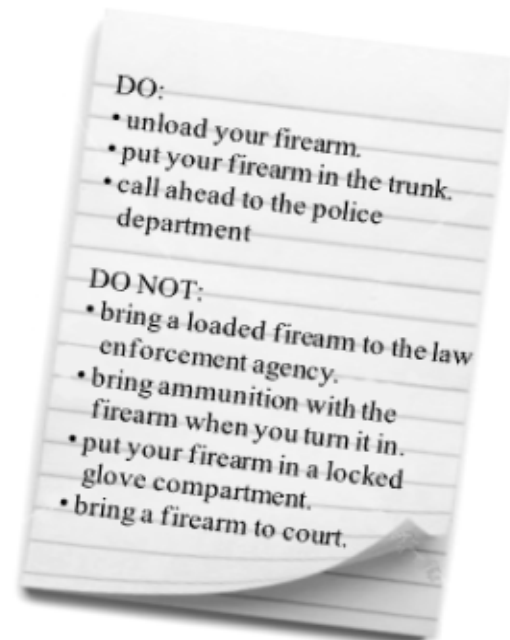 DO:
• unload your firearm.
• put your firearm in the trunk.
• call ahead to the police
department
DO NOT:
• bring a loaded firearm to the law
enforcement agency.
• bring ammunition with the
firearm when you turn it in.
• put your firearm in a locked
glove compartment.
• bring a firearm to court.